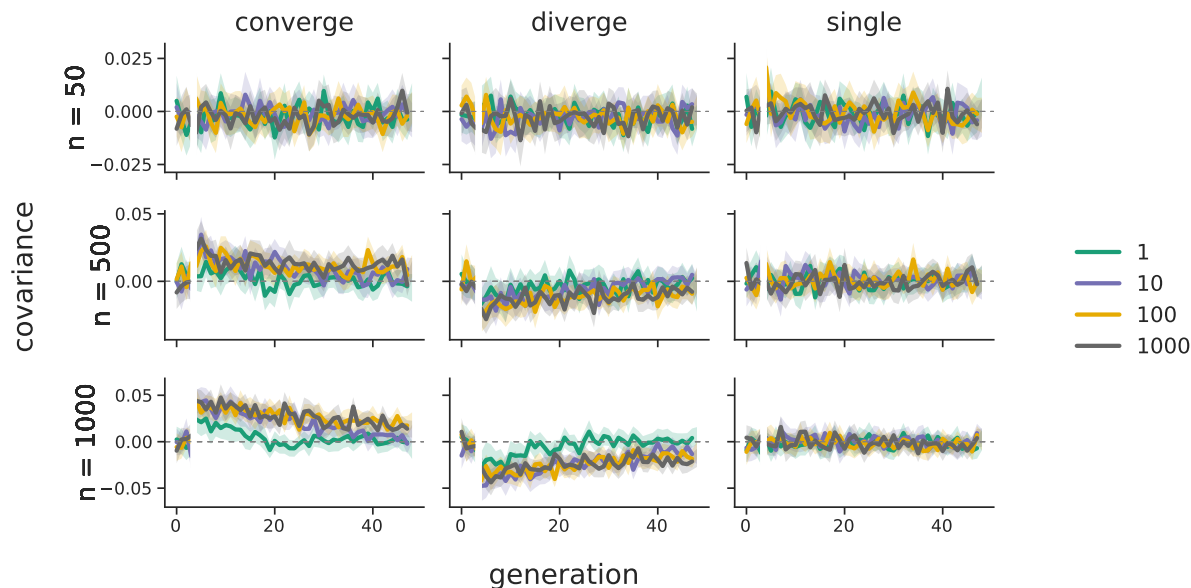 converge diverge single
n = 50
0.025
0.000
−0.025
n = 500
0.05
0.00
n = 1000
0.05
0.00
−0.05
0 20 40 0 20 40 0 20 40
covariance
generation
1
10
100
1000